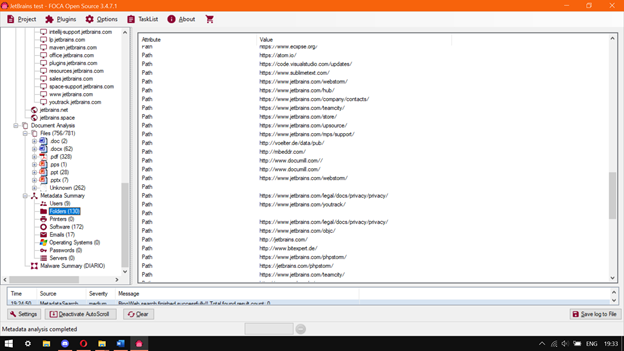 JetBrains test - FOCA Open Source 3.4.7.1
Project Plugins Options TaskList About
intellij-support.jetbrains.com
lp.jetbrains.com
maven.jetbrains.com
office.jetbrains.com
plugins.jetbrains.com
resources.jetbrains.com
sales.jetbrains.com
space-support.jetbrains.com
www.jetbrains.com
youtrack.jetbrains.com
jetbrains.net
jetbrains.space
Document Analysis
Files (756/781)
.doc (2)
.docx (62)
.pdf (328)
.pps (1)
.ppt (28)
.pptx (7)
Unknown (262)
Metadata Summary
Users (9)
Folders (130)
Printers (0)
Software (172)
Emails (17)
Operating Systems (0)
Passwords (0)
Servers (0)
Malware Summary (DIARIO)
Attribute Value
Path https://www.eclipse.org/
Path https://atom.io/
Path https://code.visualstudio.com/updates/
Path https://www.sublimetext.com/
Path https://www.jetbrains.com/webstorm/
Path https://www.jetbrains.com/hub/
Path https://www.jetbrains.com/company/contacts/
Path https://www.jetbrains.com/teamcity/
Path https://www.jetbrains.com/store/
Path https://www.jetbrains.com/upsource/
Path https://www.jetbrains.com/mps/support/
Path http://voelter.de/data/pub/
Path http://mbeddr.com/
Path http://www.documill.com//
Path http://www.documill.com/
Path https://www.jetbrains.com/webstorm/
Path
Path https://www.jetbrains.com/legal/docs/privacy/privacy/
Path https://www.jetbrains.com/youtrack/
Path
Path https://www.jetbrains.com/legal/docs/privacy/privacy/
Path https://www.jetbrains.com/objc/
Path http://jetbrains.com/
Path http://www.bitexpert.de/
Path https://www.jetbrains.com/phpstorm/
Path https://jetbrains.com/phpstorm/
Path https://www.jetbrains.com/teamcity/
Time Source Severity Message
19:24:50 MetadataSearch medium BingWeb search finished successfully!! Total found result count: 0
Settings Deactivate AutoScroll Clear Save log to File
Metadata analysis completed
ENG 19:33